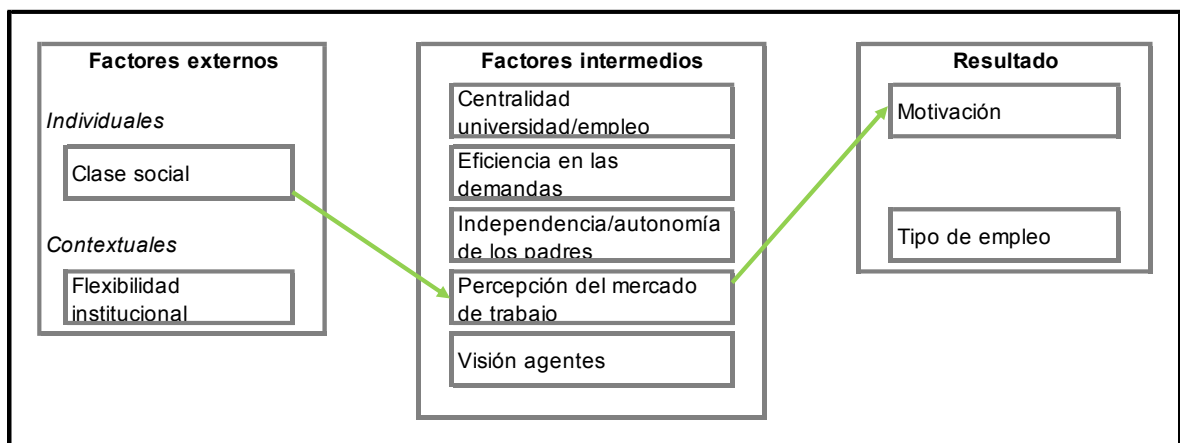 Factores externos
Individuales
Clase social
Contextuales
Flexibilidad
institucional
Factores intermedios
Centralidad
universidad/empleo
Eficiencia en las
demandas
Independencia/autonomía
de los padres
Percepción del mercado
de trabajo
Visión agentes
Resultado
Motivación
Tipo de empleo